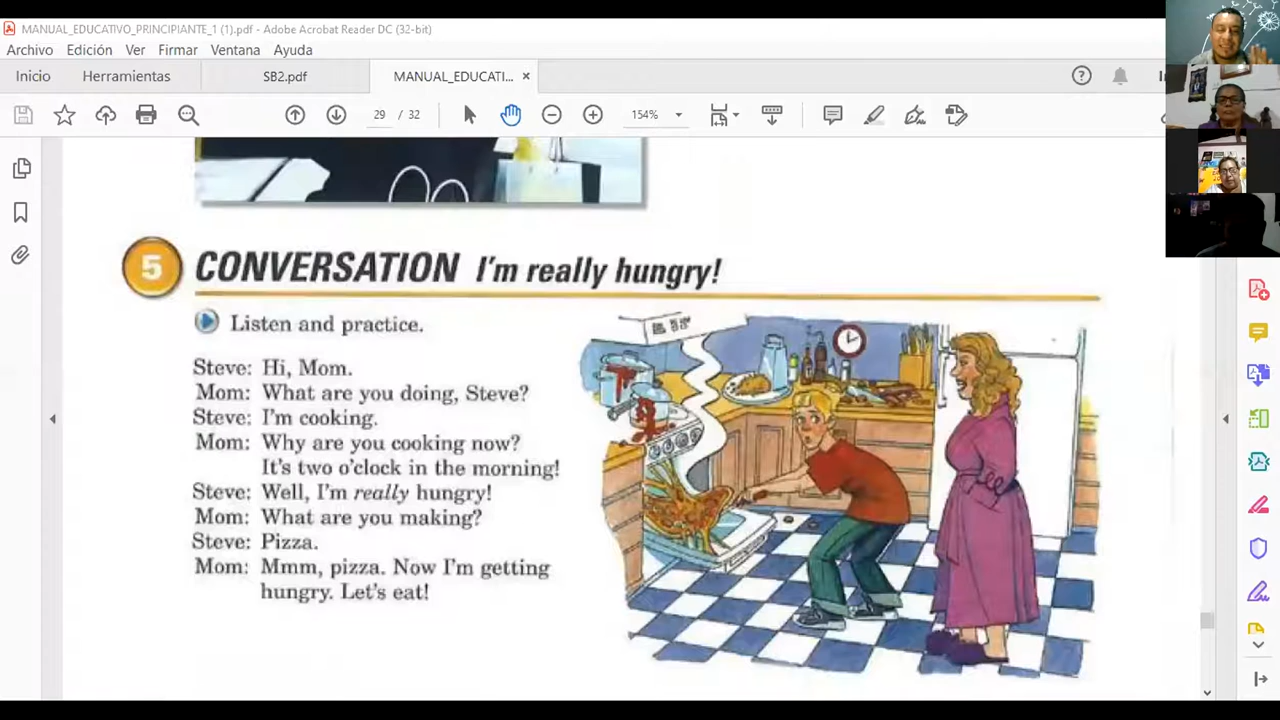 MANUAL_EDUCATIVO_PRINCIPIANTE_1 (1).pdf - Adobe Acrobat Reader DC (32-bit)
Archivo Edición Ver Firmar Ventana Ayuda
Inicio Herramientas SB2.pdf MANUAL_EDUCATI... ×
29 / 32 154%
5 CONVERSATION I'm really hungry!
Listen and practice.
Steve: Hi, Mom.
Mom: What are you doing, Steve?
Steve: I'm cooking.
Mom: Why are you cooking now?
It's two o'clock in the morning!
Steve: Well, I'm really hungry!
Mom: What are you making?
Steve: Pizza.
Mom: Mmm, pizza. Now I'm getting
hungry. Let's eat!